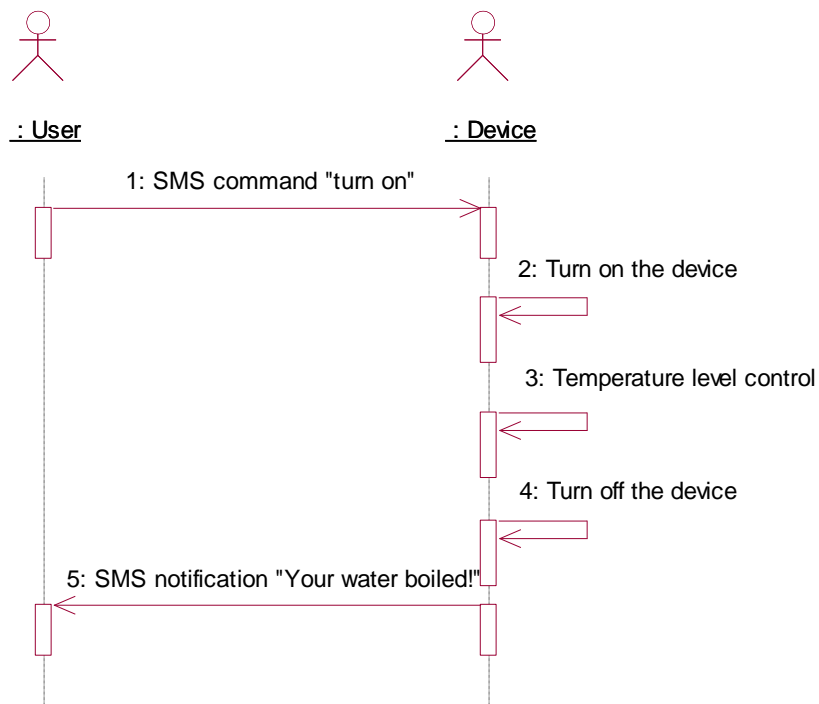 : User
: Device
1: SMS command "turn on"
2: Turn on the device
3: Temperature level control
4: Turn off the device
5: SMS notification "Your water boiled!"